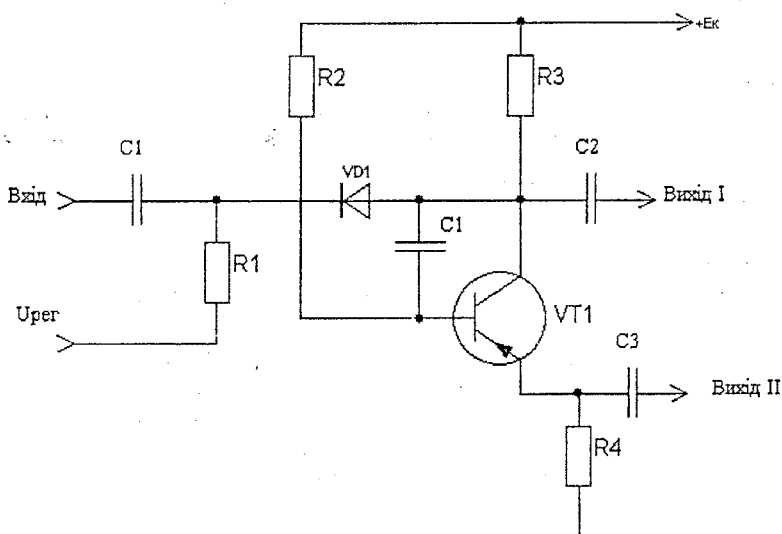 +Ек
R2
R3
C1
VD1
C2
Вхід
Вихід I
C1
R1
Uрег
VT1
C3
Вихід II
R4